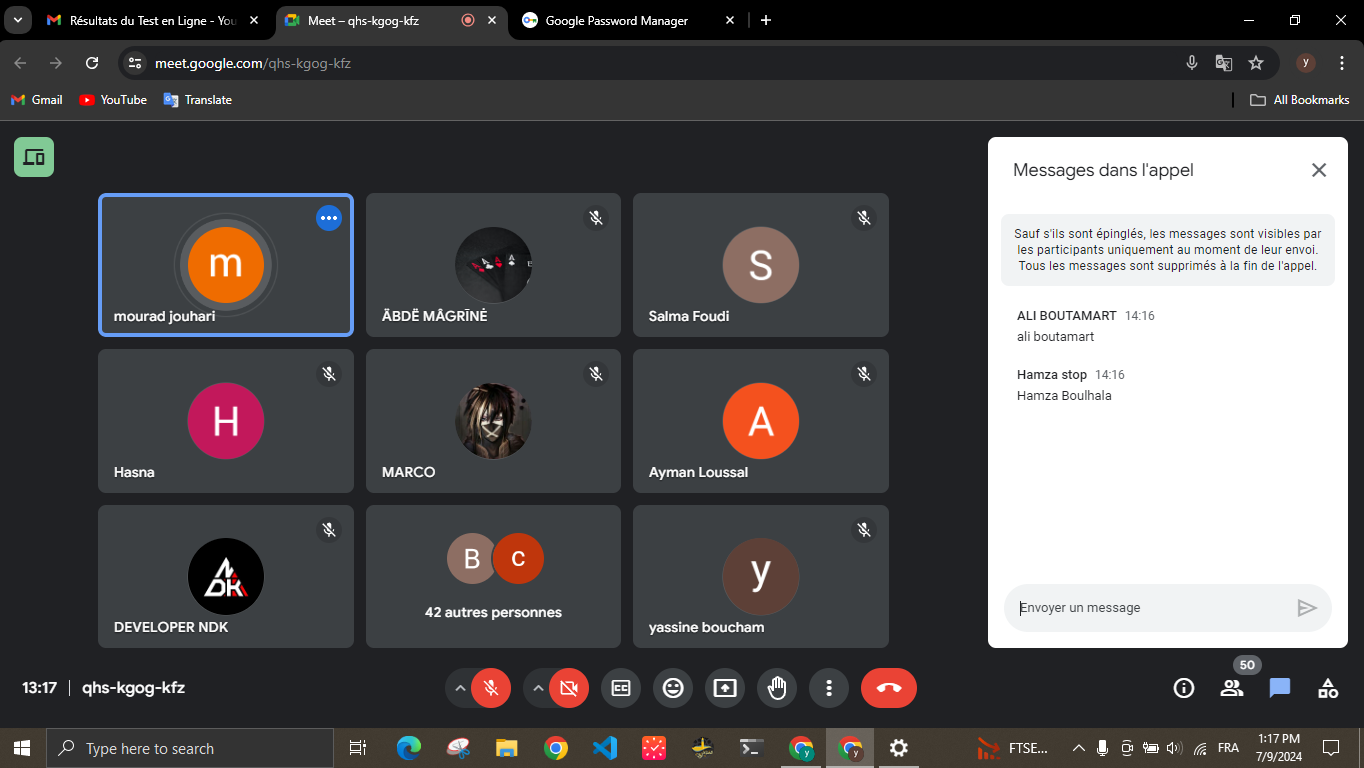 Résultats du Test en Ligne - You
Meet – qhs-kgog-kfz
Google Password Manager
meet.google.com/qhs-kgog-kfz
y
Gmail
YouTube
Translate
All Bookmarks
m
mourad jouhari
ÃBDË MÂGRĪNĖ
S
Salma Foudi
H
Hasna
MARCO
A
Ayman Loussal
NDK
DEVELOPER NDK
B
c
42 autres personnes
y
yassine boucham
Messages dans l'appel
Sauf s'ils sont épinglés, les messages sont visibles par
les participants uniquement au moment de leur envoi.
Tous les messages sont supprimés à la fin de l'appel.
ALI BOUTAMART 14:16
ali boutamart
Hamza stop 14:16
Hamza Boulhala
Envoyer un message
13:17 | qhs-kgog-kfz
CC
50
Type here to search
FTSE...
FRA
1:17 PM
7/9/2024